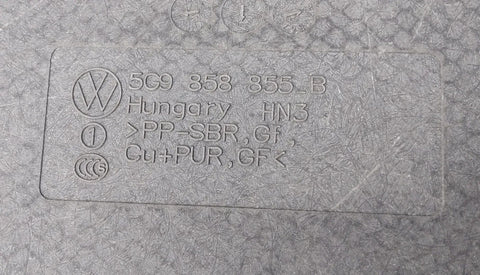 5G9 858 855 B
Hungary HN3
>PP-SBR,Gf,
Cu+PUR,GF<